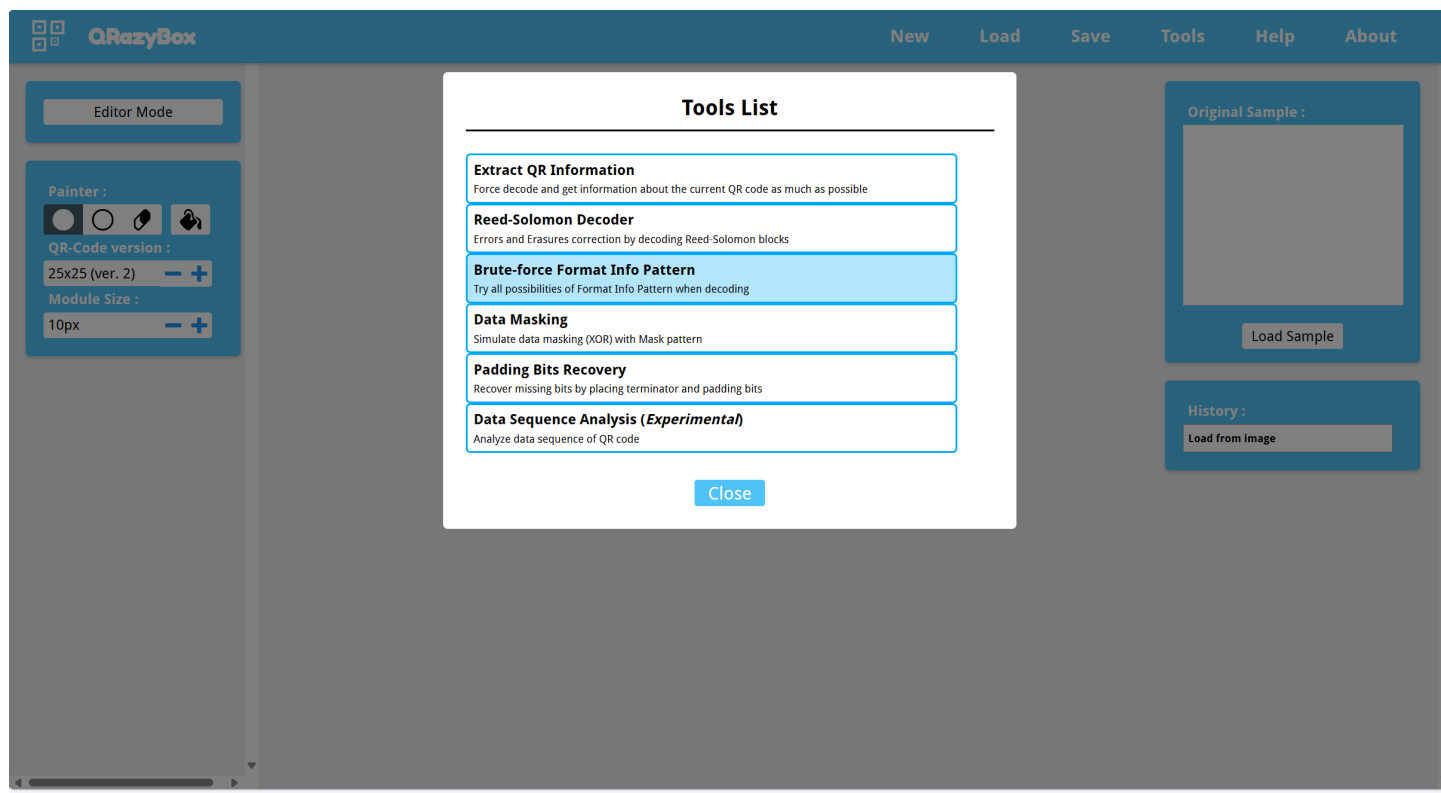 QRazyBox
New Load Save Tools Help About
Editor Mode
Painter :
QR-Code version :
25x25 (ver. 2)
Module Size :
10px
Tools List
Extract QR Information
Force decode and get information about the current QR code as much as possible
Reed-Solomon Decoder
Errors and Erasures correction by decoding Reed-Solomon blocks
Brute-force Format Info Pattern
Try all possibilities of Format Info Pattern when decoding
Data Masking
Simulate data masking (XOR) with Mask pattern
Padding Bits Recovery
Recover missing bits by placing terminator and padding bits
Data Sequence Analysis (Experimental)
Analyze data sequence of QR code
Close
Original Sample :
Load Sample
History :
Load from image